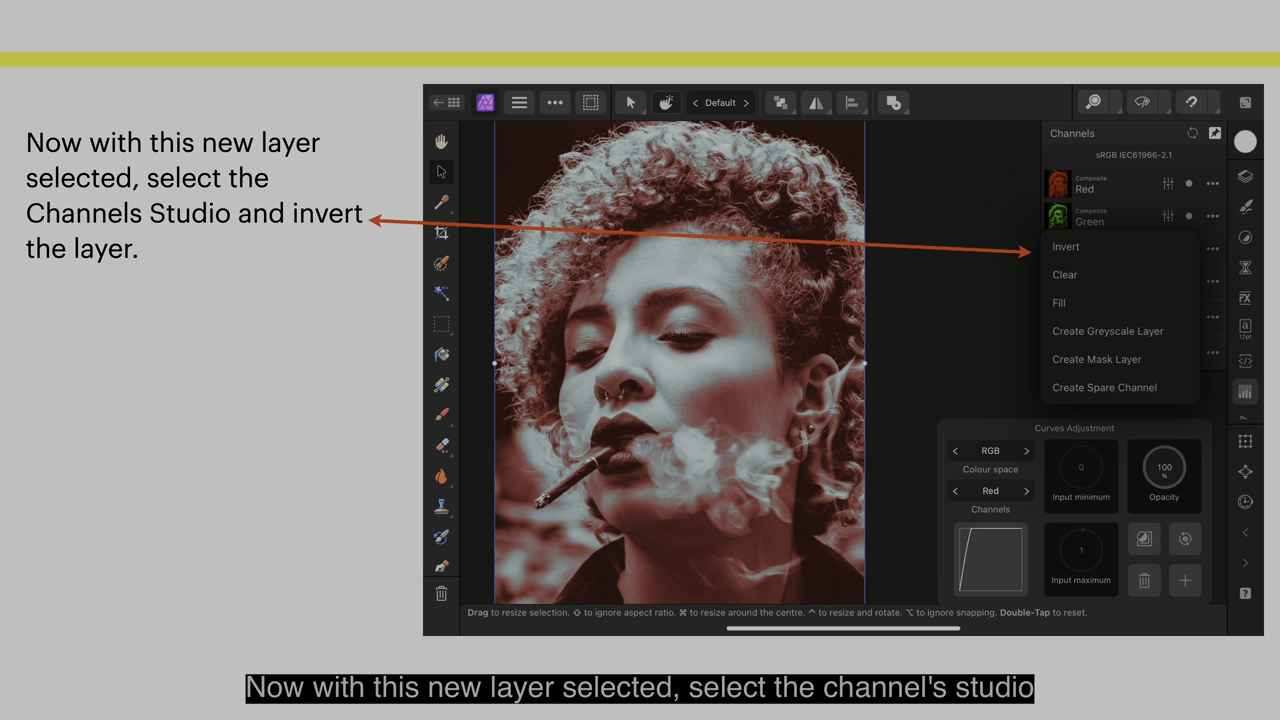 Now with this new layer
selected, select the
Channels Studio and invert
the layer.
Default
Channels
sRGB IEC61966-2.1
Composite
Red
Composite
Green
Invert
Clear
Fill
Create Greyscale Layer
Create Mask Layer
Create Spare Channel
FX
a
12pt
Curves Adjustment
RGB
Colour space
Red
Channels
0
Input minimum
100
%
Opacity
1
Input maximum
Drag to resize selection. ⇧ to ignore aspect ratio. ⌘ to resize around the centre. ^ to resize and rotate. ⌥ to ignore snapping. Double-Tap to reset.
?
Now with this new layer selected, select the channel's studio